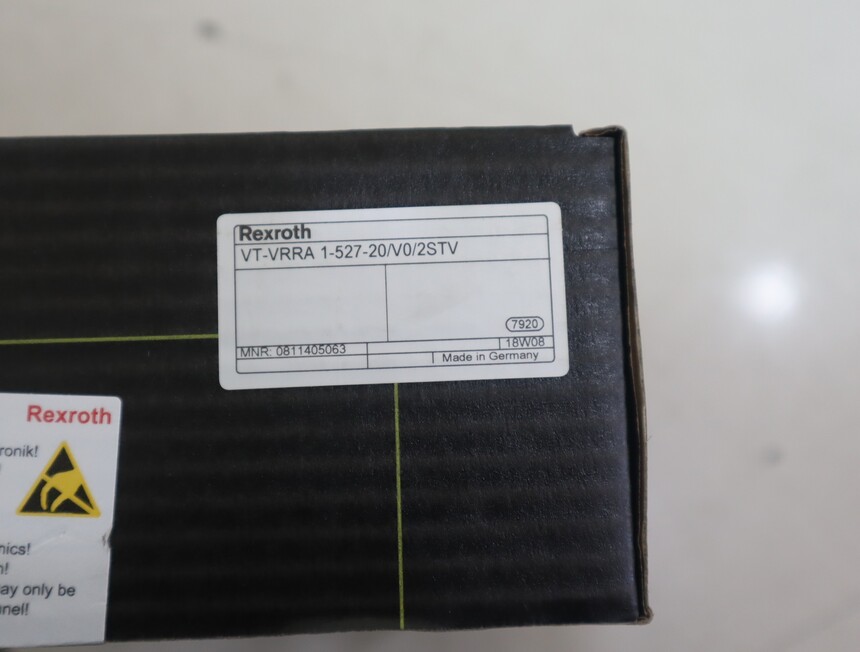 Rexroth
VT-VRRA 1-527-20/V0/2STV
7920
MNR: 0811405063
18W08
Made in Germany
Rexroth
ronik!
!
nics!
n!
ay only be
nnel!